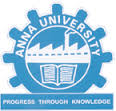 ANNA UNIVERSITY
PROGRESS THROUGH KNOWLEDGE